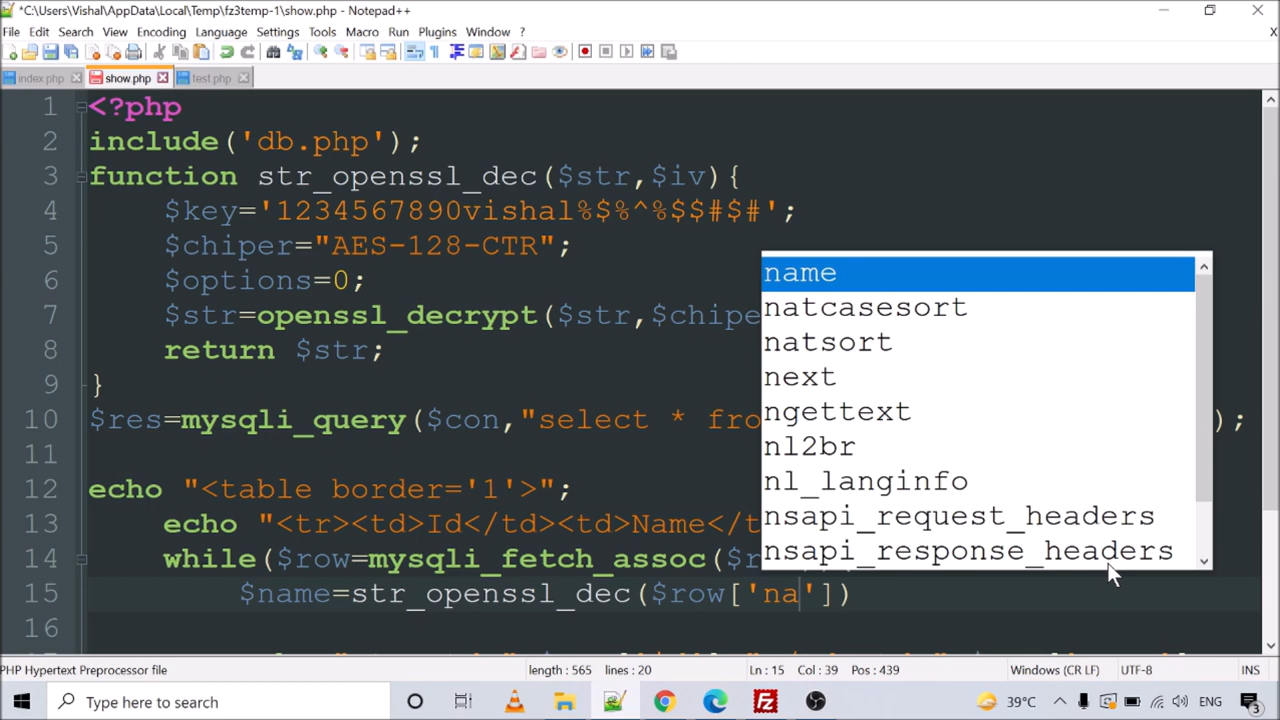 *C:\Users\Vishal\AppData\Local\Temp\fz3temp-1\show.php - Notepad++
File Edit Search View Encoding Language Settings Tools Macro Run Plugins Window ? X
index.php show.php test.php
1 <?php
2 include('db.php');
3 function str_openssl_dec($str,$iv){
4 $key='1234567890vishal%$%^%$$#$#';
5 $chiper="AES-128-CTR";
6 $options=0;
7 $str=openssl_decrypt($str,$chipe
8 return $str;
9 }
10 $res=mysqli_query($con,"select * fro );
11
12 echo "<table border='1'>";
13 echo "<tr><td>Id</td><td>Name</t
14 while($row=mysqli_fetch_assoc($r
15 $name=str_openssl_dec($row['na'])
16
name
natcasesort
natsort
next
ngettext
nl2br
nl_langinfo
nsapi_request_headers
nsapi_response_headers
PHP Hypertext Preprocessor file length : 565 lines : 20 Ln : 15 Col : 39 Pos : 439 Windows (CR LF) UTF-8 INS
Type here to search 39°C ENG 3